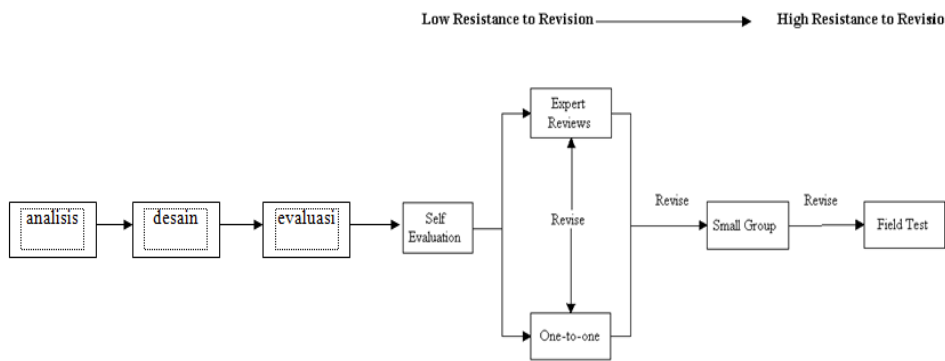 Low Resistance to Revision
High Resistance to Revisio
Expert
Reviews
analisis
desain
evaluasi
Self
Evaluation
Revise
Revise
Small Group
Revise
Field Test
One-to-one